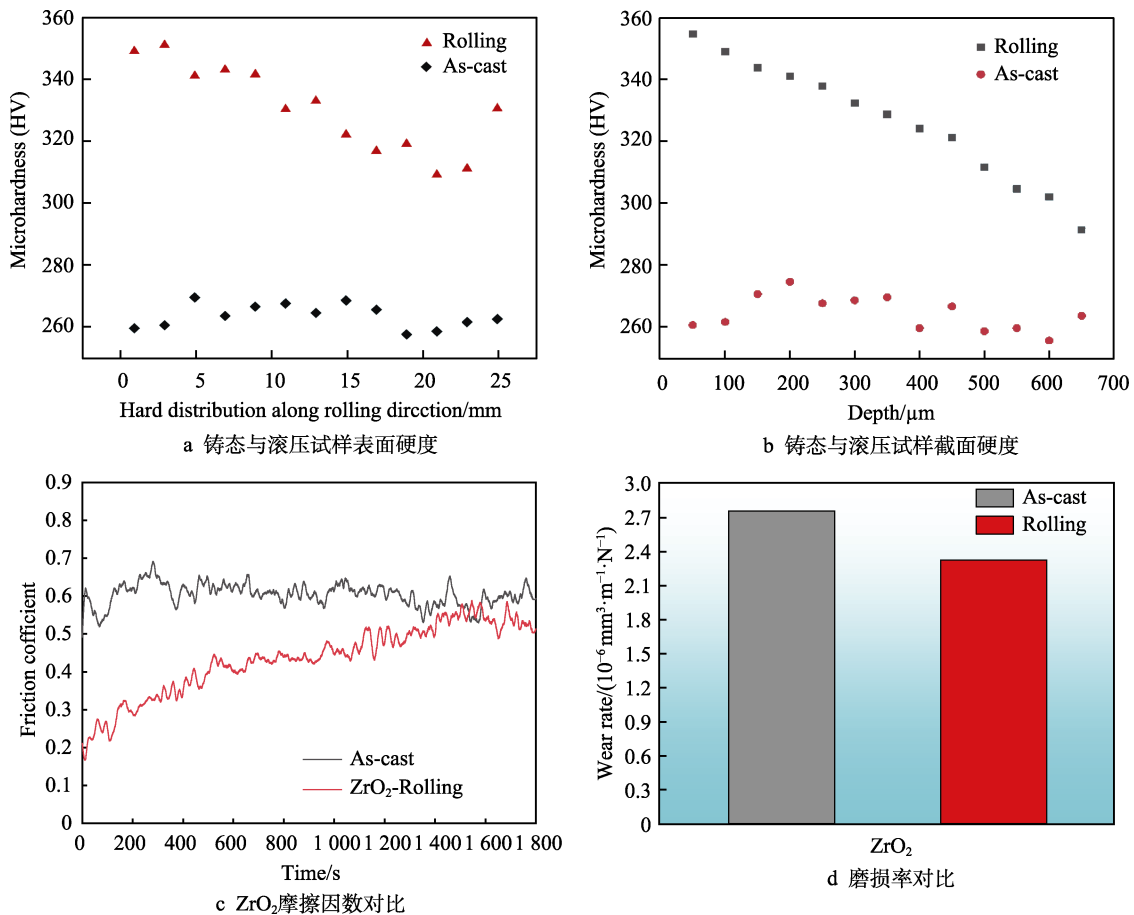 360
340
320
300
280
260
Microhardness (HV)
Rolling
As-cast
0
5
10
15
20
25
Hard distribution along rolling dircction/mm
a 铸态与滚压试样表面硬度
360
340
320
300
280
260
Microhardness (HV)
Rolling
As-cast
0
100
200
300
400
500
600
700
Depth/μm
b 铸态与滚压试样截面硬度
0.9
0.8
0.7
0.6
0.5
0.4
0.3
0.2
0.1
0
Friction cofficient
As-cast
ZrO₂-Rolling
0
200
400
600
800
1 000
1 200
1 400
1 600
1 800
Time/s
c ZrO₂摩擦因数对比
3.0
2.7
2.4
2.1
1.8
1.5
1.2
0.9
0.6
0.3
0
Wear rate/(10⁻⁶ mm³·m⁻¹·N⁻¹)
As-cast
Rolling
ZrO₂
d 磨损率对比